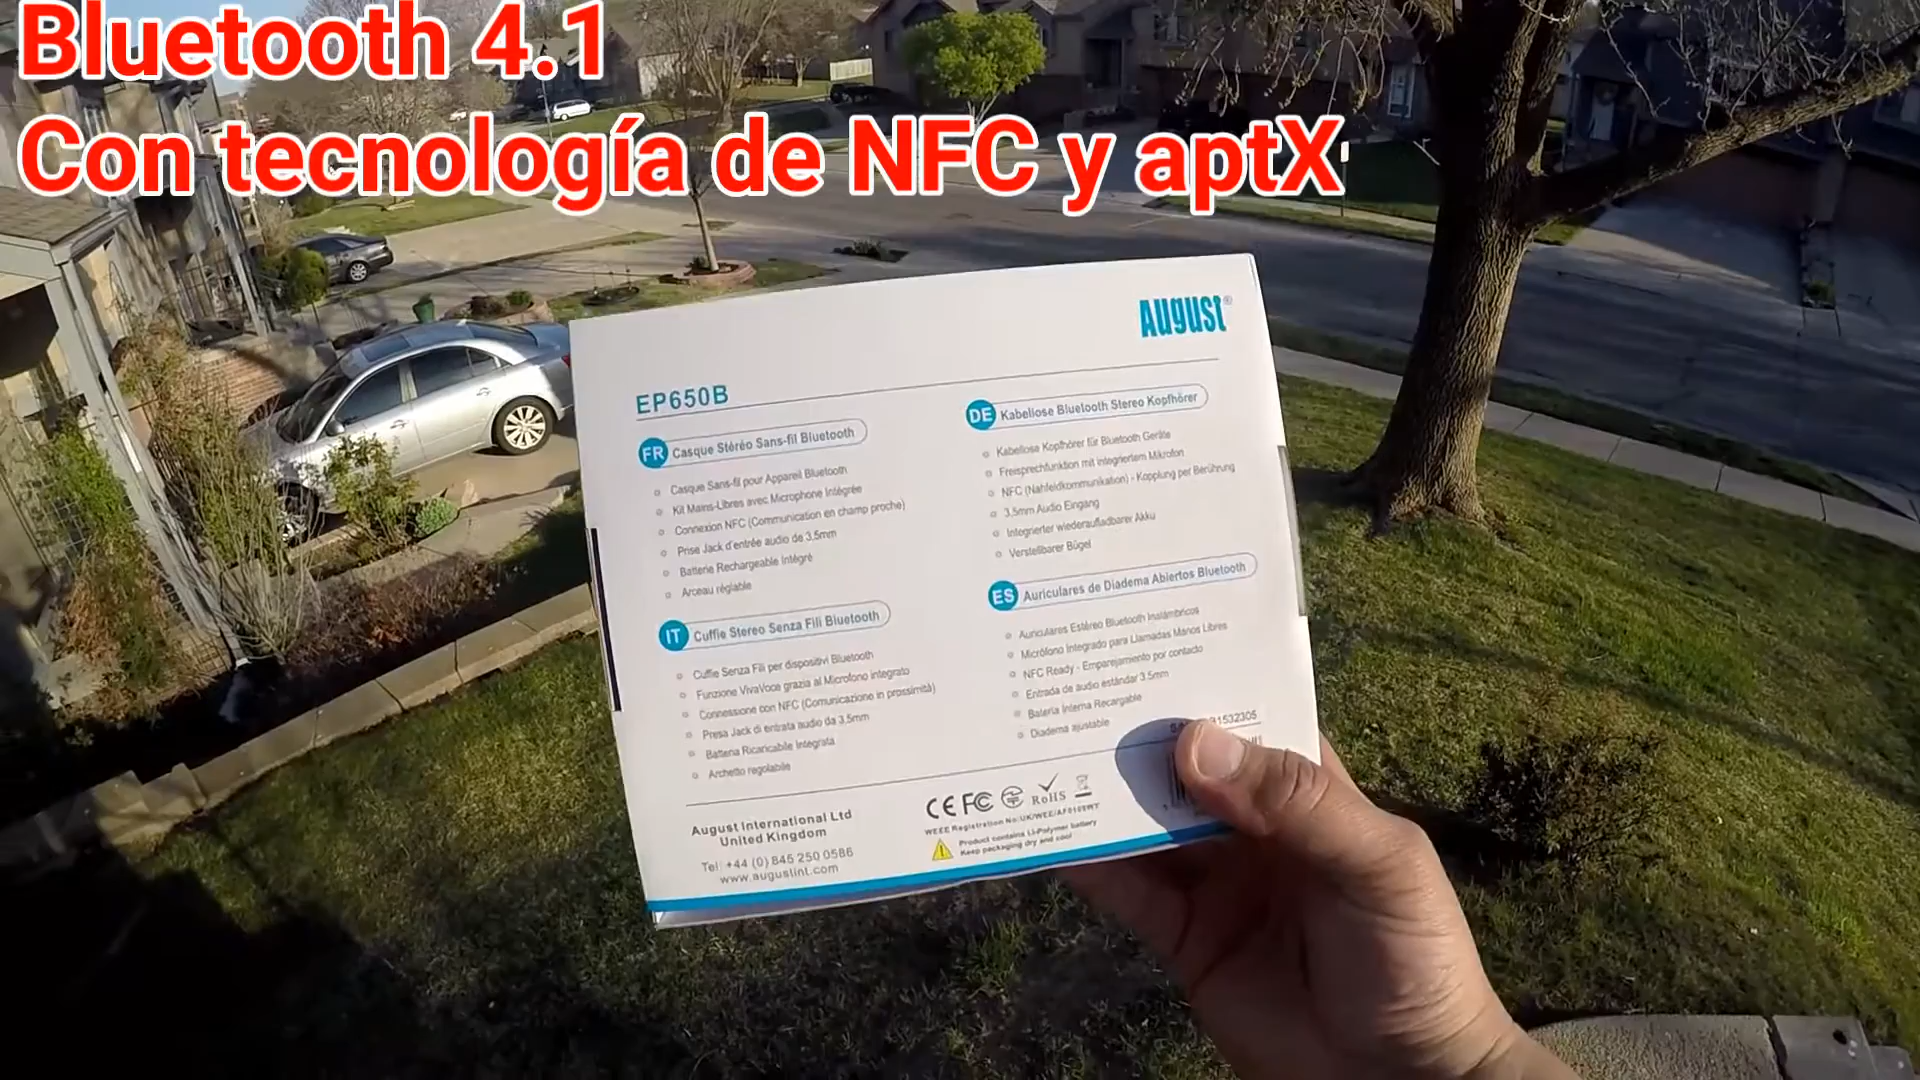 Bluetooth 4.1
Con tecnología de NFC y aptX
August®
EP650B
FR Casque Stéréo Sans-fil Bluetooth
Casque Sans-fil pour Appareil Bluetooth
Kit Mains-Libres avec Microphone Intégrée
Connexion NFC (Communication en champ proche)
Prise Jack d'entrée audio de 3.5mm
Batterie Rechargeable Intégré
Arceau réglable
IT Cuffie Stereo Senza Fili Bluetooth
Cuffie Senza Fili per dispositivi Bluetooth
Funzione VivaVoce grazia al Microfono integrato
Connessione con NFC (Comunicazione in prossimità)
Presa Jack di entrata audio da 3.5mm
Batteria Ricaricabile Integrata
Archetto regolabile
DE Kabellose Bluetooth Stereo Kopfhörer
Kabellose Kopfhörer für Bluetooth Geräte
Freisprechfunktion mit integriertem Mikrofon
NFC (Nahfeldkommunikation) - Kopplung per Berührung
3.5mm Audio Eingang
Integrierter wiederaufladbarer Akku
Verstellbarer Bügel
ES Auriculares de Diadema Abiertos Bluetooth
Auriculares Estéreo Bluetooth Inalámbricos
Micrófono Integrado para Llamadas Manos Libres
NFC Ready - Emparejamiento por contacto
Entrada de audio estándar 3.5mm
Batería Interna Recargable
Diadema ajustable
August International Ltd
United Kingdom
Tel: +44 (0) 845 250 0586
www.augustint.com
CE FC RoHS
WEEE Registration No:UK/WEE/AF0105WT
Product contains Li-Polymer battery
Keep packaging dry and cool